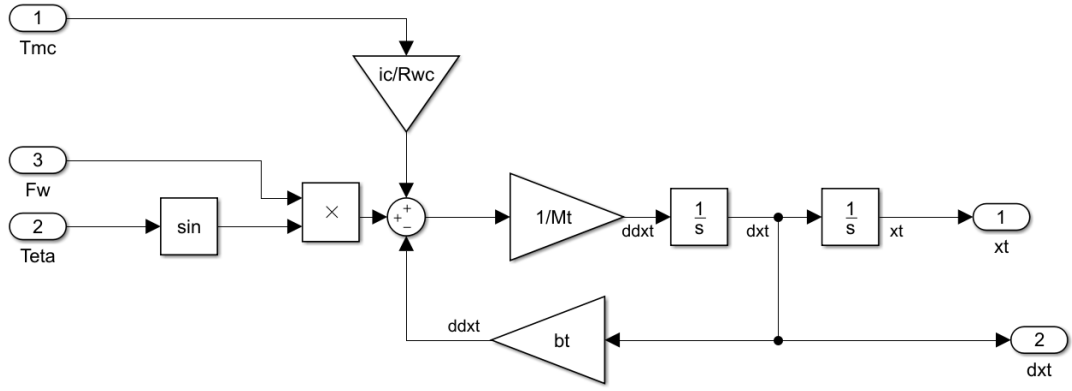 1
Tmc
ic/Rwc
3
Fw
2
Teta
sin
×
+
+
−
1/Mt
ddxt
1
s
dxt
1
s
xt
1
xt
ddxt
bt
2
dxt